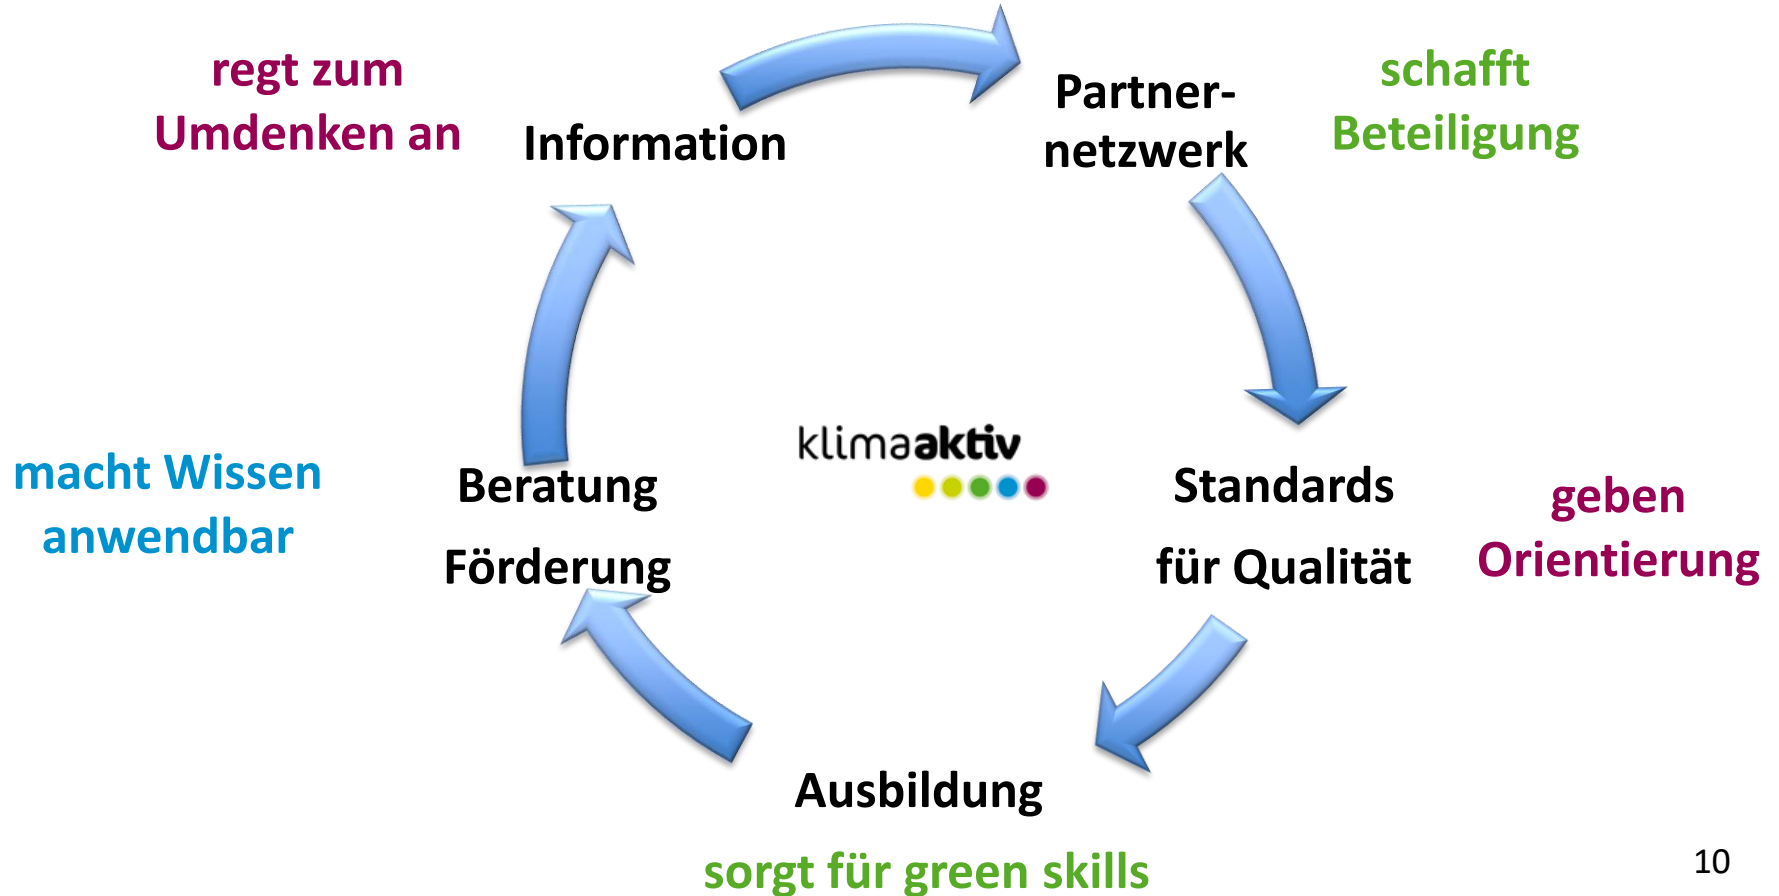 regt zum
Umdenken an
Information
Partner-
netzwerk
schafft
Beteiligung
klimaaktiv
macht Wissen
anwendbar
Beratung
Förderung
Standards
für Qualität
geben
Orientierung
Ausbildung
sorgt für green skills
10